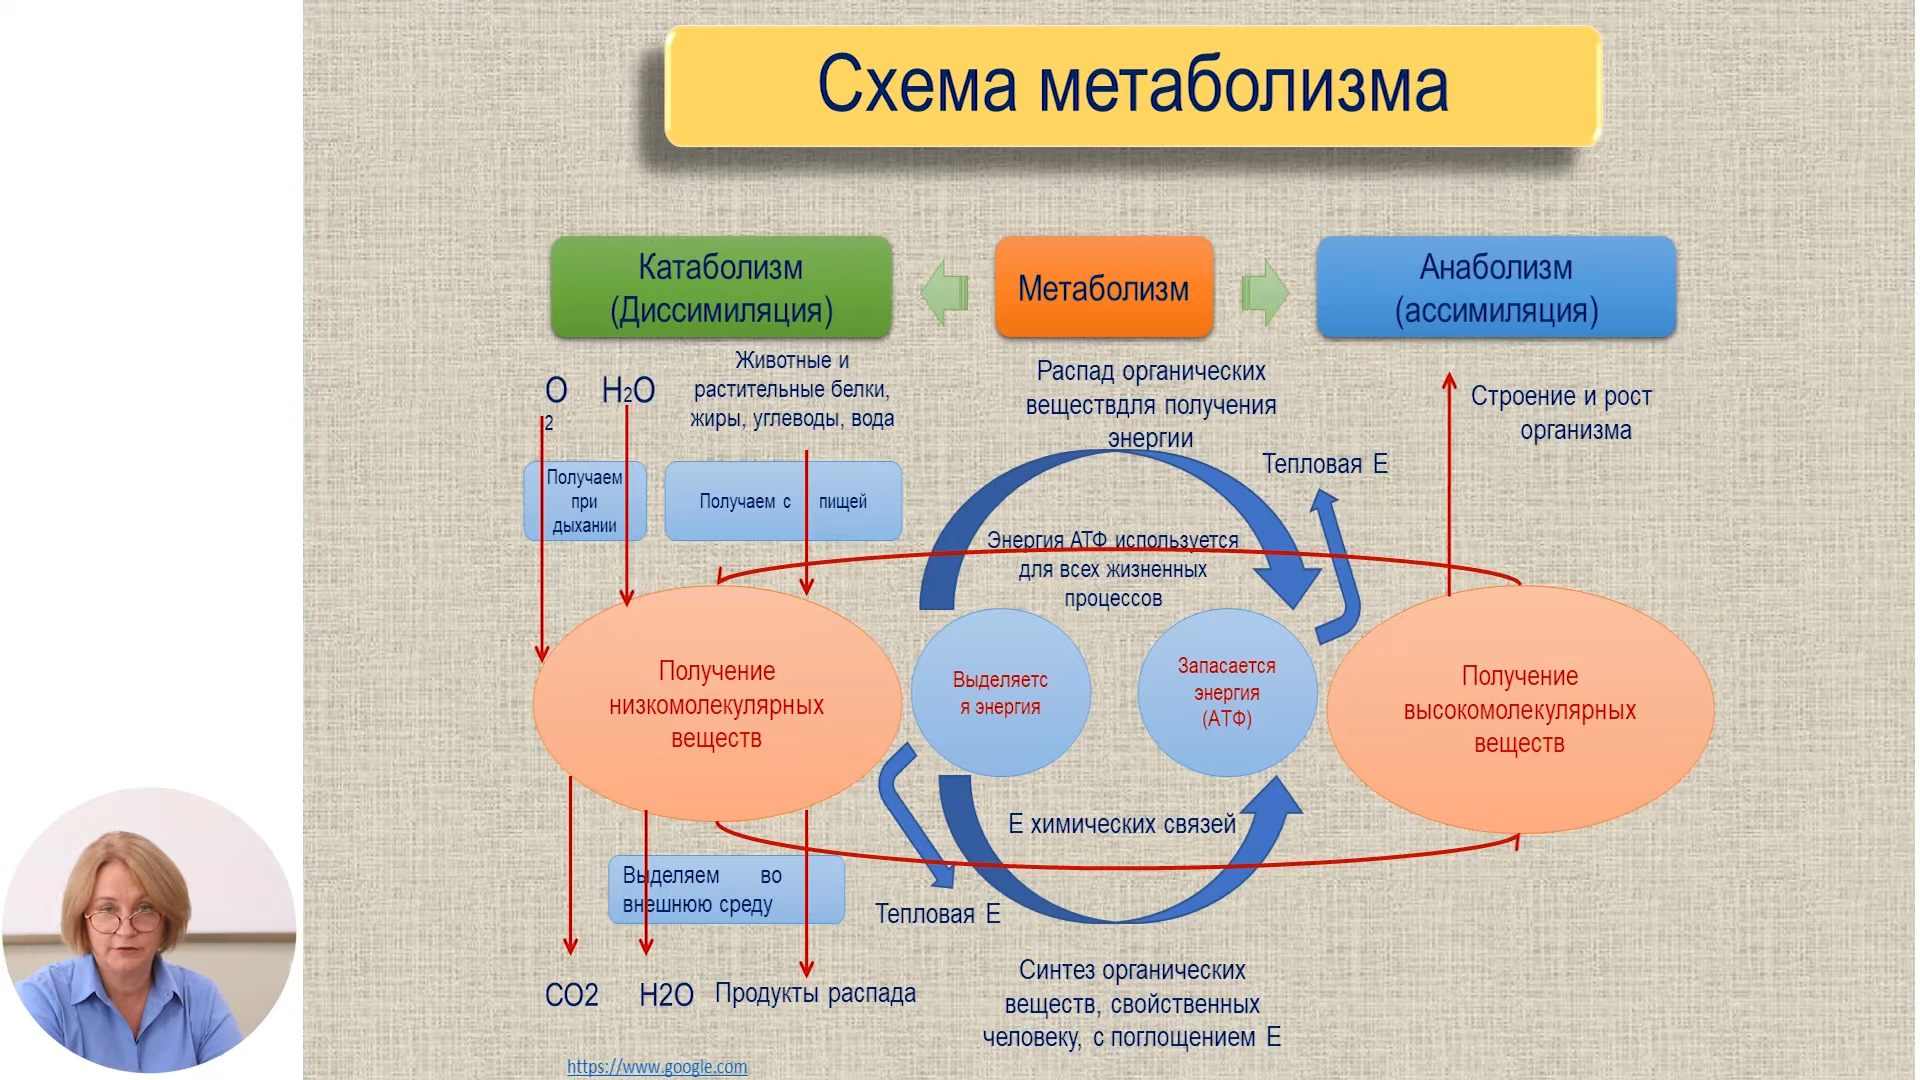 Схема метаболизма
Катаболизм
(Диссимиляция)
Метаболизм
Анаболизм
(ассимиляция)
O
2
H₂O
Животные и
растительные белки,
жиры, углеводы, вода
Распад органических
веществдля получения
энергии
Строение и рост
организма
Тепловая Е
Получаем
при
дыхании
Получаем с пищей
Энергия АТФ используется
для всех жизненных
процессов
Получение
низкомолекулярных
веществ
Выделяетс
я энергия
Запасается
энергия
(АТФ)
Получение
высокомолекулярных
веществ
Е химических связей
Выделяем во
внешнюю среду
Тепловая Е
CO2
H2O
Продукты распада
Синтез органических
веществ, свойственных
человеку, с поглощением Е
https://www.google.com